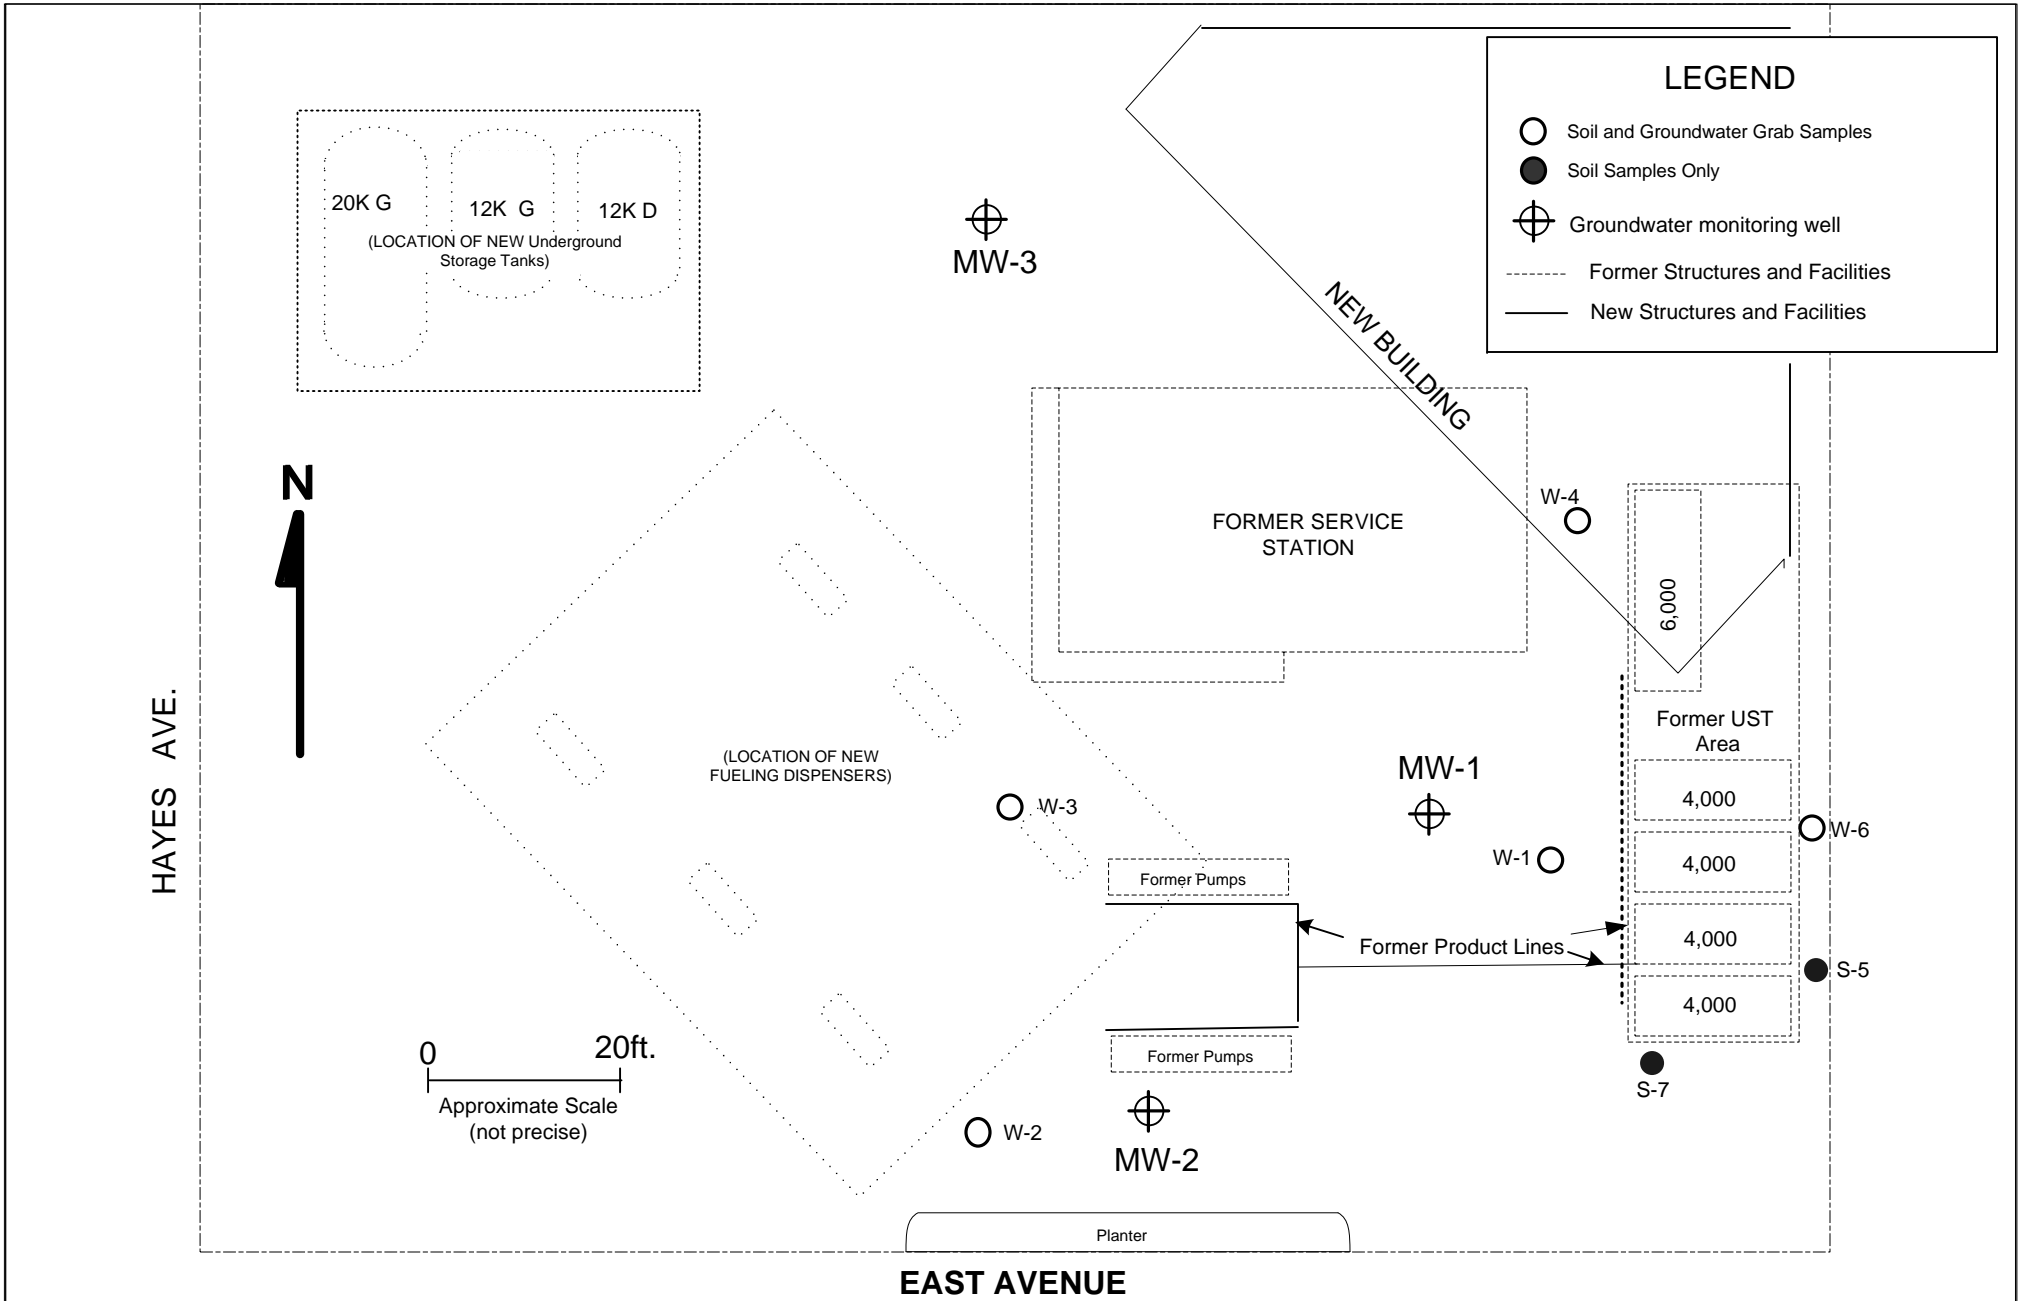 LEGEND
Soil and Groundwater Grab Samples
Soil Samples Only
Groundwater monitoring well
Former Structures and Facilities
New Structures and Facilities
20K G
12K G
12K D
(LOCATION OF NEW Underground
Storage Tanks)
MW-3
NEW BUILDING
N
W-4
FORMER SERVICE
STATION
6,000
HAYES AVE.
Former UST
Area
(LOCATION OF NEW
FUELING DISPENSERS)
MW-1
4,000
W-3
W-6
W-1
4,000
Former Pumps
Former Product Lines
4,000
S-5
4,000
0
20ft.
Former Pumps
Approximate Scale
(not precise)
S-7
W-2
MW-2
Planter
EAST AVENUE